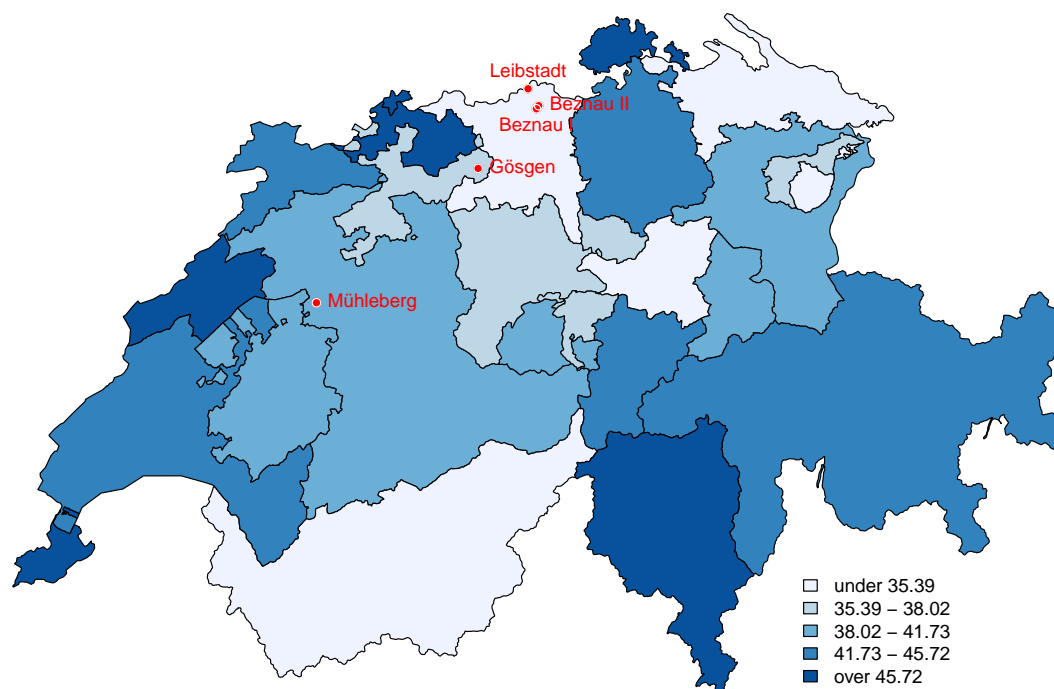 Leibstadt
Beznau II
Beznau I
Gösgen
Mühleberg
under 35.39
35.39 – 38.02
38.02 – 41.73
41.73 – 45.72
over 45.72